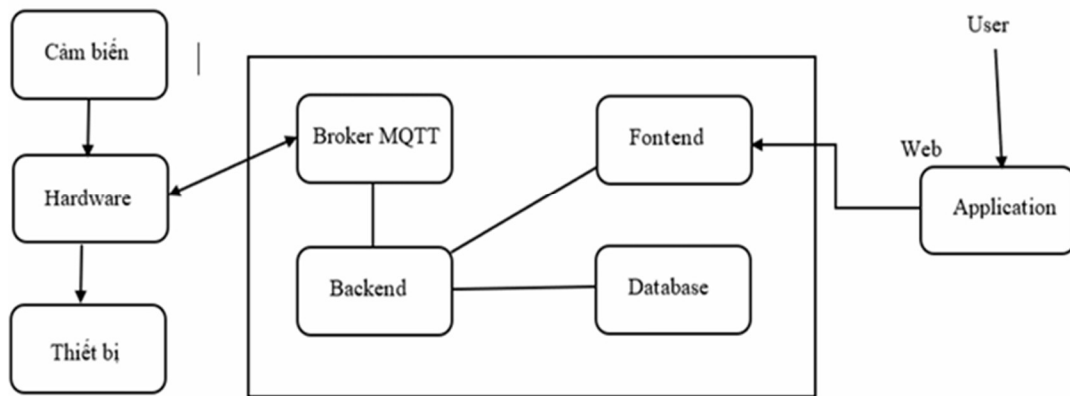 Cảm biến
User
Broker MQTT
Fontend
Web
Hardware
Application
Backend
Database
Thiết bị